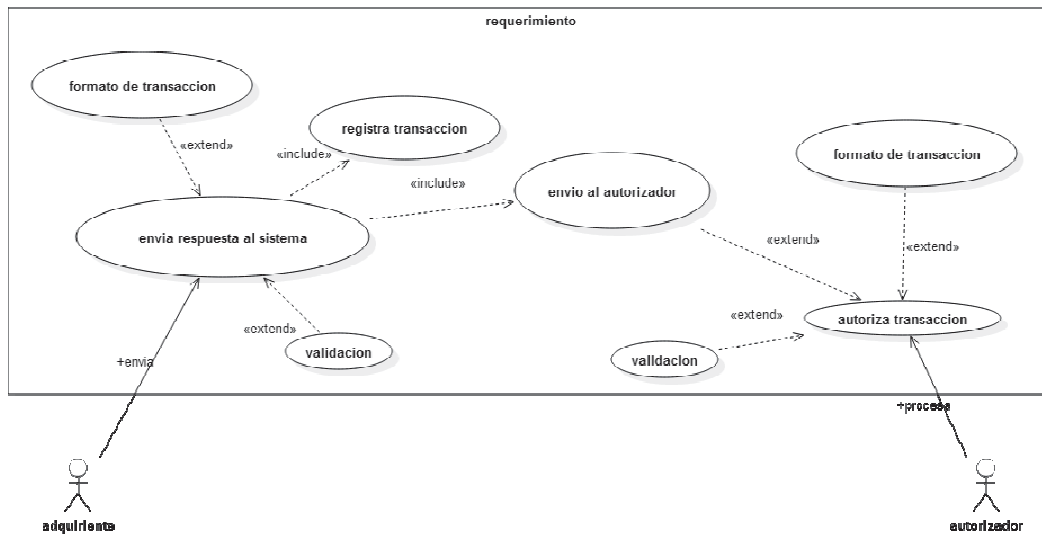 requerimiento
formato de transaccion
«extend»
registra transaccion
«include»
«include»
envio al autorizador
formato de transaccion
envia respuesta al sistema
«extend»
«extend»
«extend»
validacion
«extend»
autoriza transaccion
validacion
+envia
+procesa
adquiriente
autorizador